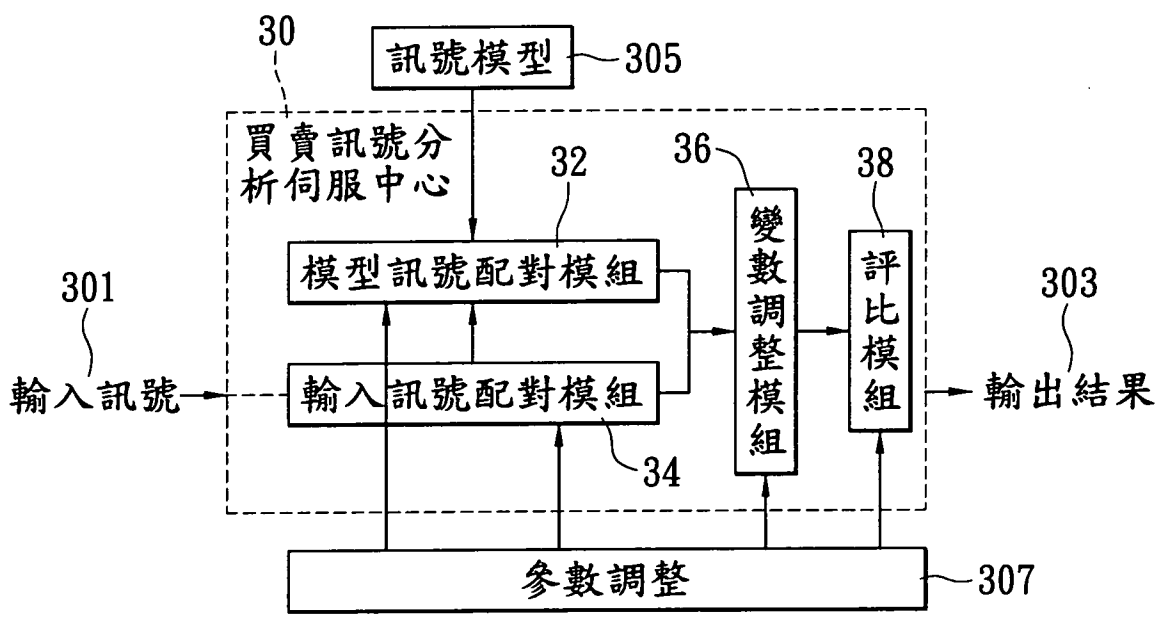 30
訊號模型
305
買賣訊號分
析伺服中心
32
36
38
模型訊號配對模組
變數調整模組
評比模組
301
303
輸入訊號
輸入訊號配對模組
輸出結果
34
參數調整
307